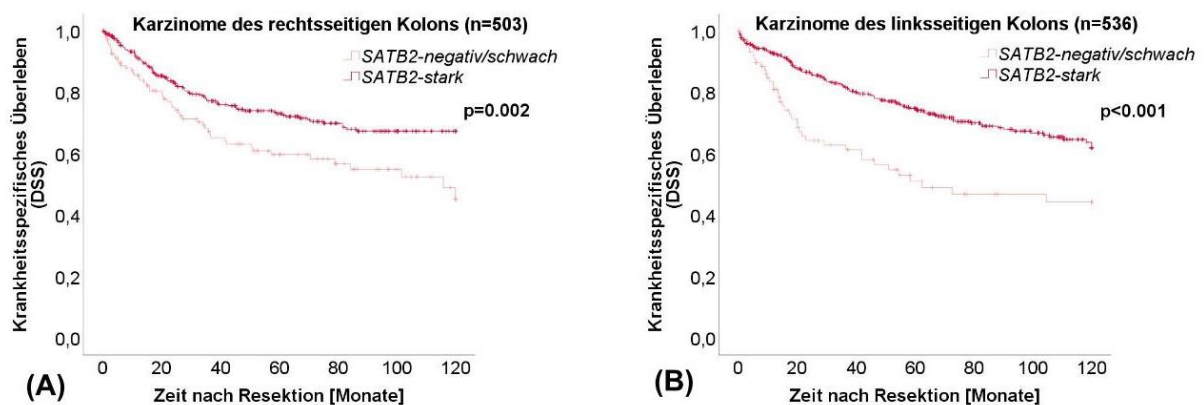 Karzinome des rechtsseitigen Kolons (n=503)
SATB2-negativ/schwach
SATB2-stark
p=0.002
Krankheitsspezifisches Überleben
(DSS)
1,0
0,8
0,6
0,4
0,2
0,0
0 20 40 60 80 100 120
Zeit nach Resektion [Monate]
(A)
Karzinome des linksseitigen Kolons (n=536)
SATB2-negativ/schwach
SATB2-stark
p<0.001
Krankheitsspezifisches Überleben
(DSS)
1,0
0,8
0,6
0,4
0,2
0,0
0 20 40 60 80 100 120
Zeit nach Resektion [Monate]
(B)